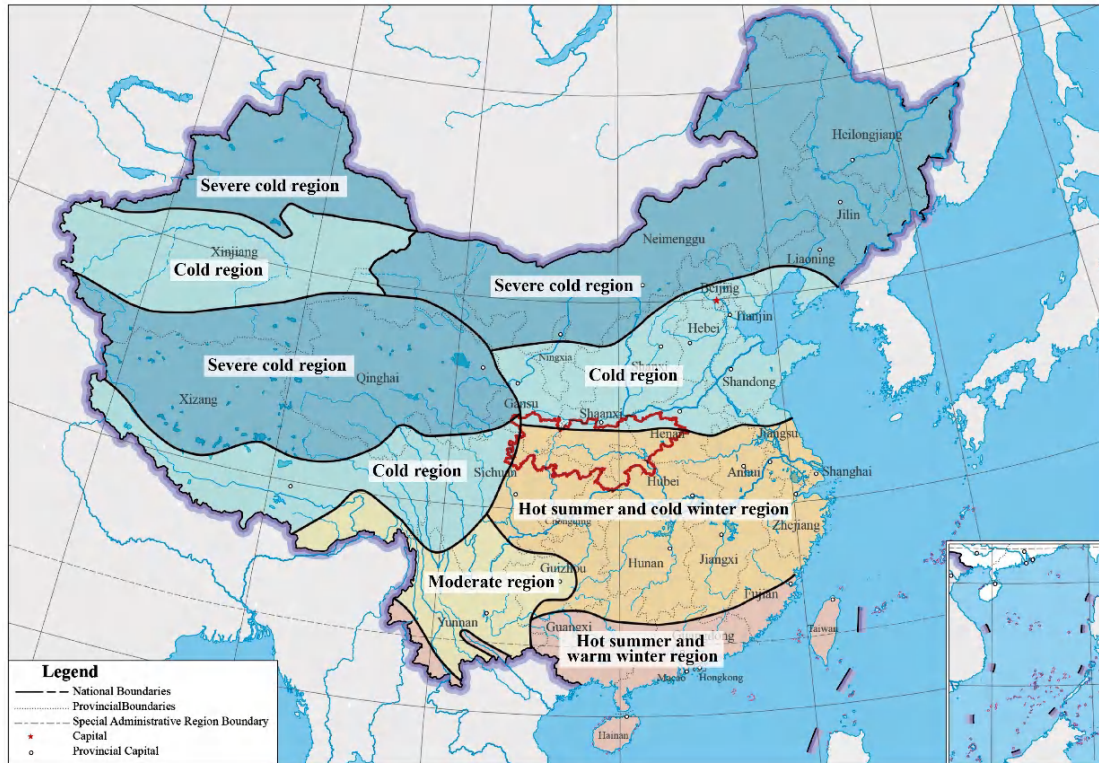 Heilongjiang
Severe cold region
Jilin
Neimenggu
Xinjiang
Liaoning
Cold region
Severe cold region
Beijing
Tianjin
Hebei
Ningxia
Severe cold region
Qinghai
Cold region
Shandong
Xizang
Gansu
Shaanxi
Henan
Jiangsu
Cold region
Sichuan
Hubei
Anhui
Shanghai
Hot summer and cold winter region
Chongqing
Zhejiang
Guizhou
Hunan
Jiangxi
Moderate region
Fujian
Yunnan
Guangxi
Guangdong
Taiwan
Hot summer and
warm winter region
Macao
Hongkong
Hainan
Legend
National Boundaries
ProvincialBoundaries
Special Administrative Region Boundary
Capital
Provincial Capital